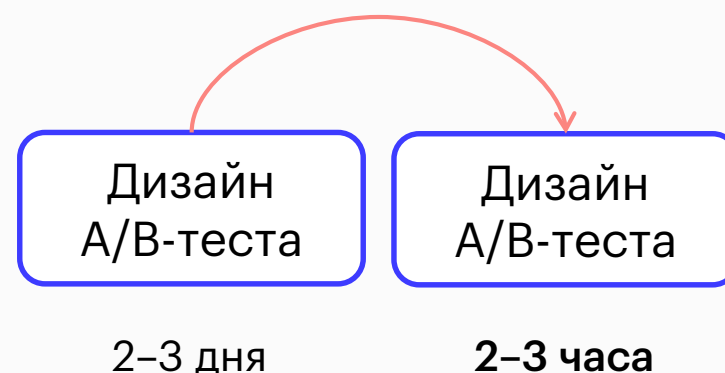 Дизайн
A/B-теста
Дизайн
A/B-теста
2–3 дня
2–3 часа